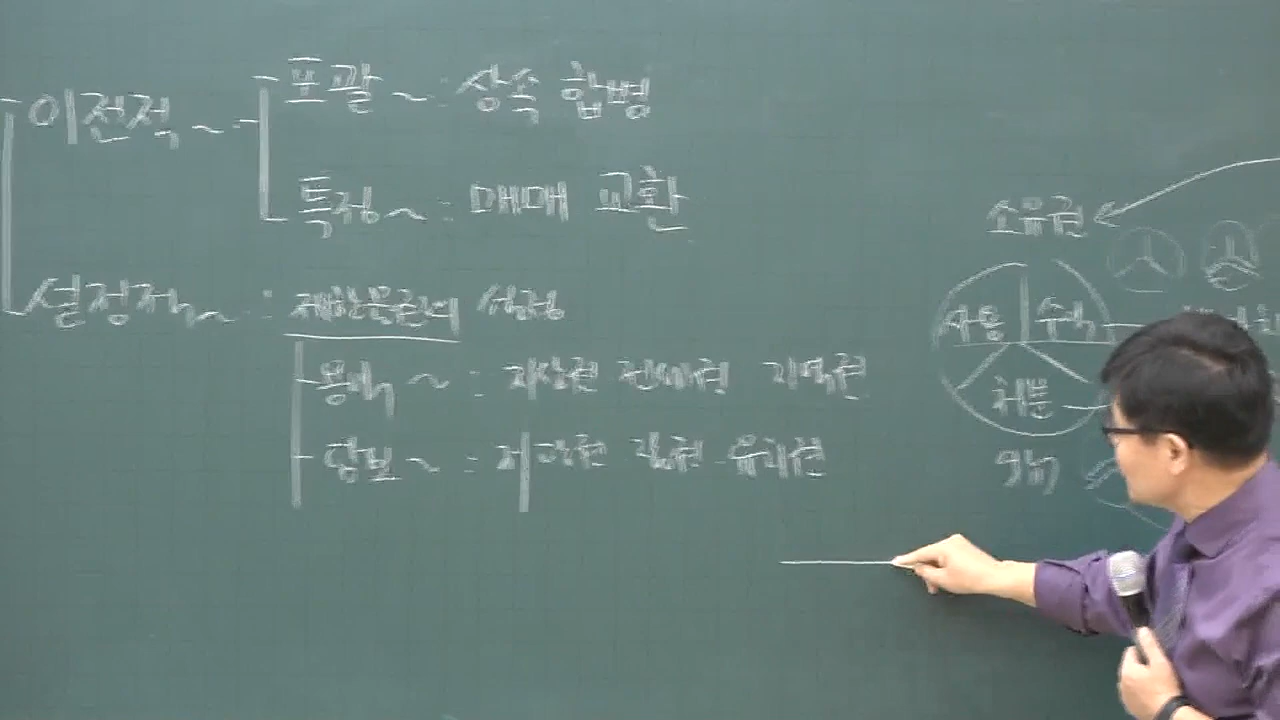 이전적~
포괄~: 상속 합병
특정~: 매매 교환
설정적~: 제한물권의 설정
용익~: 지상권 전세권 지역권
담보~: 저당권 질권 유치권
소유권
사용 수익
처분